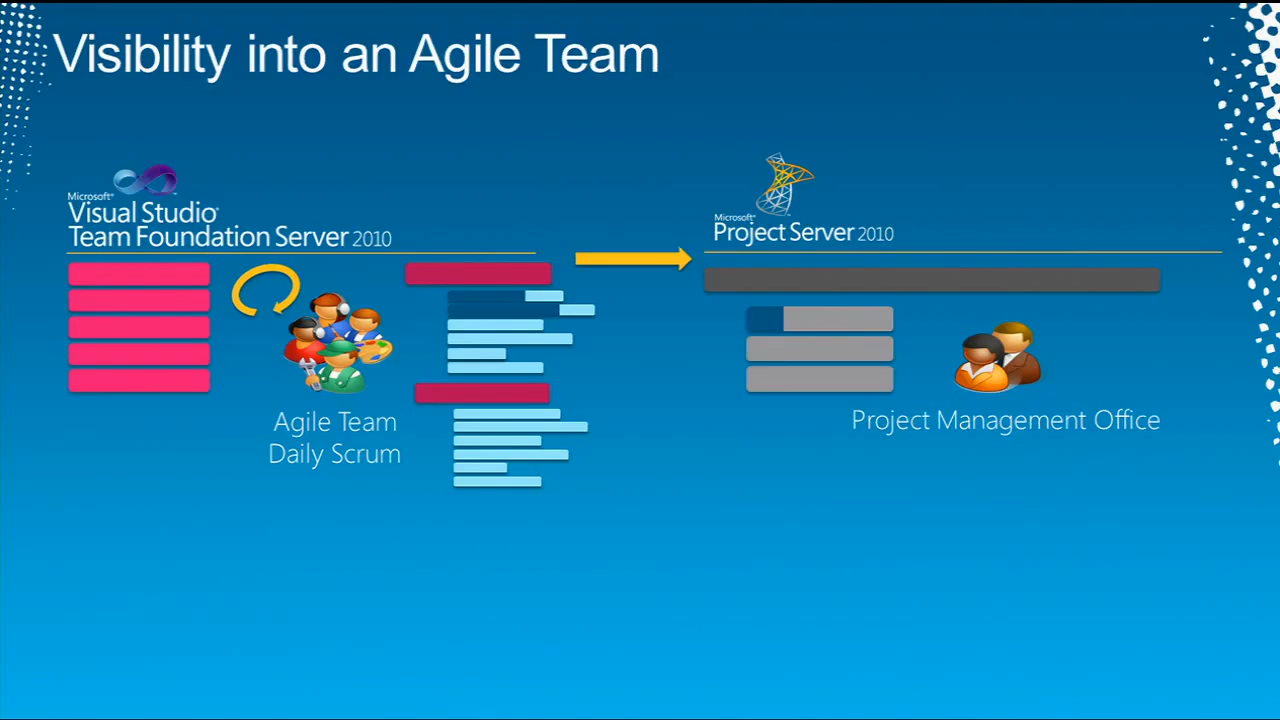 Visibility into an Agile Team
Microsoft®
Visual Studio®
Team Foundation Server 2010
Microsoft®
Project Server 2010
Agile Team
Daily Scrum
Project Management Office